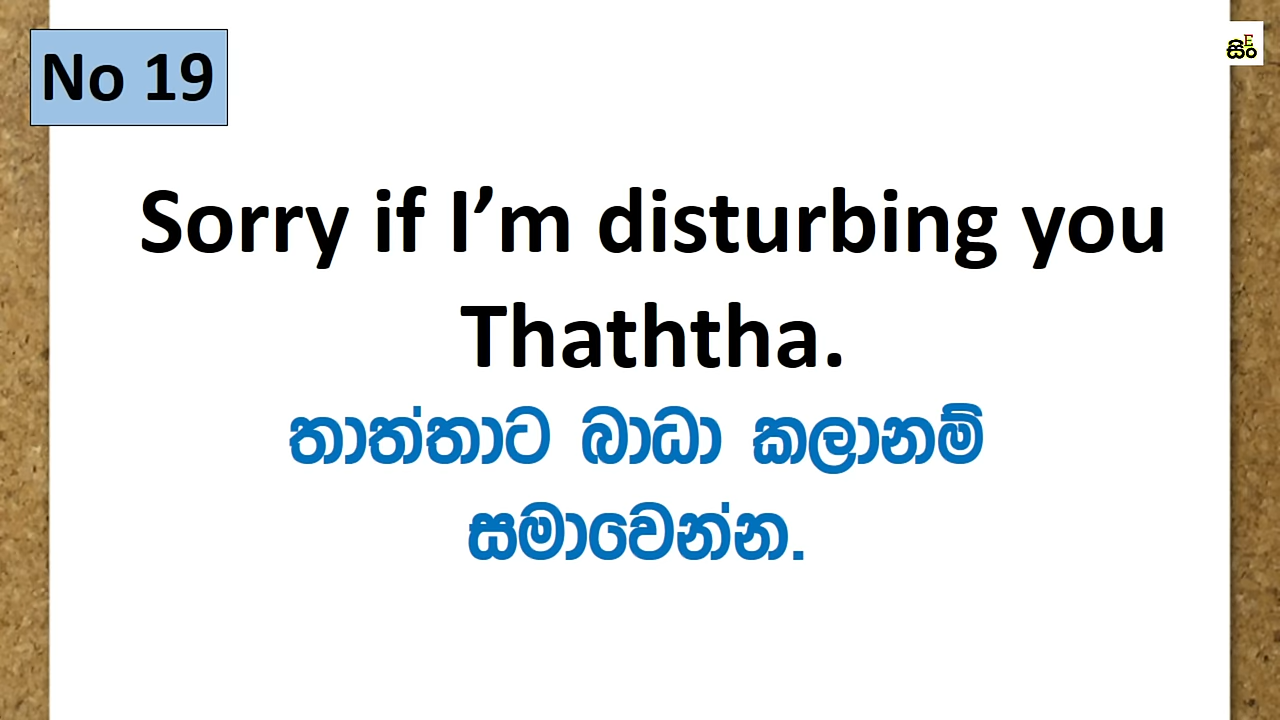 No 19
සිං
E
Sorry if I’m disturbing you
Thaththa.
තාත්තාට බාධා කලානම්
සමාවෙන්න.